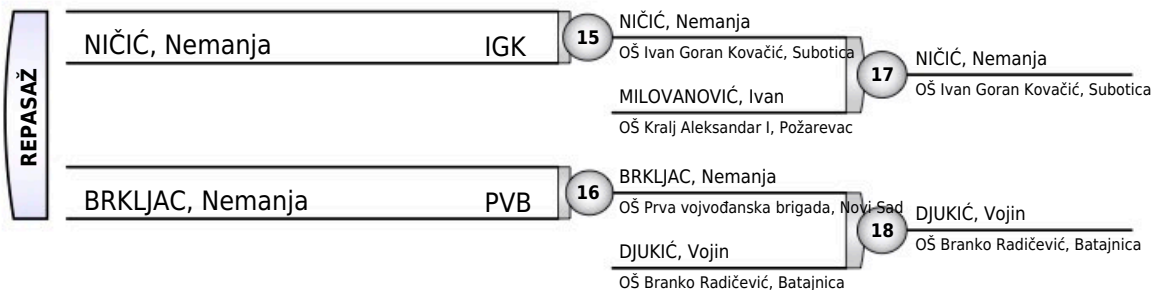 REPASAŽ
NIČIĆ, Nemanja IGK
15
NIČIĆ, Nemanja
OŠ Ivan Goran Kovačić, Subotica
MILOVANOVIĆ, Ivan
OŠ Kralj Aleksandar I, Požarevac
17
NIČIĆ, Nemanja
OŠ Ivan Goran Kovačić, Subotica
BRKLJAC, Nemanja PVB
16
BRKLJAC, Nemanja
OŠ Prva vojvođanska brigada, Novi Sad
DJUKIĆ, Vojin
OŠ Branko Radičević, Batajnica
18
DJUKIĆ, Vojin
OŠ Branko Radičević, Batajnica